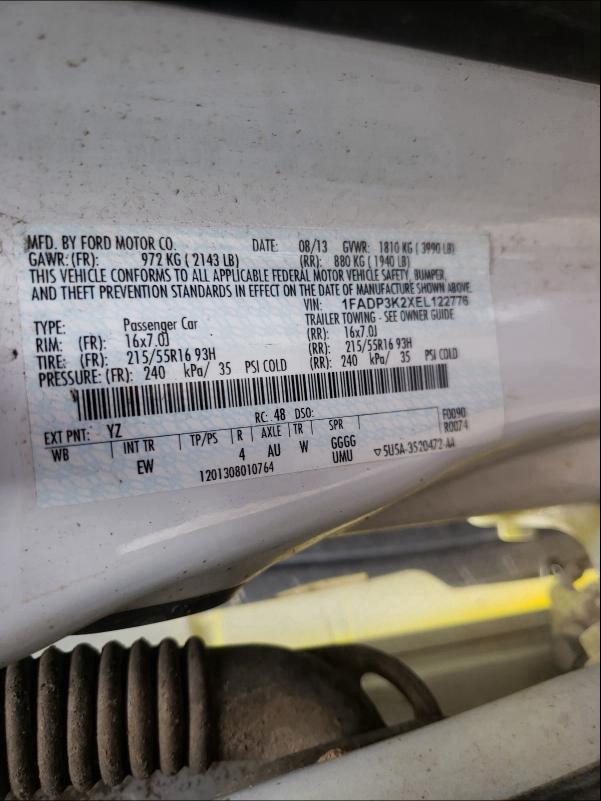 MFD. BY FORD MOTOR CO. DATE: 08/13 GVWR: 1810 KG ( 3990 LB)
GAWR: (FR): 972 KG ( 2143 LB) (RR): 880 KG ( 1940 LB)
THIS VEHICLE CONFORMS TO ALL APPLICABLE FEDERAL MOTOR VEHICLE SAFETY, BUMPER,
AND THEFT PREVENTION STANDARDS IN EFFECT ON THE DATE OF MANUFACTURE SHOWN ABOVE.
VIN: 1FADP3K2XEL122776
TYPE: Passenger Car TRAILER TOWING - SEE OWNER GUIDE
RIM: (FR): 16x7.0J (RR): 16x7.0J
TIRE: (FR): 215/55R16 93H (RR): 215/55R16 93H
PRESSURE: (FR): 240 kPa/ 35 PSI COLD (RR): 240 kPa/ 35 PSI COLD
EXT PNT: YZ RC: 48 DSO: F0090
R0074
WB INT TR TP/PS R AXLE TR SPR
EW 4 AU W GGGG
UMU
1201308010764 5U5A-3520472-AA